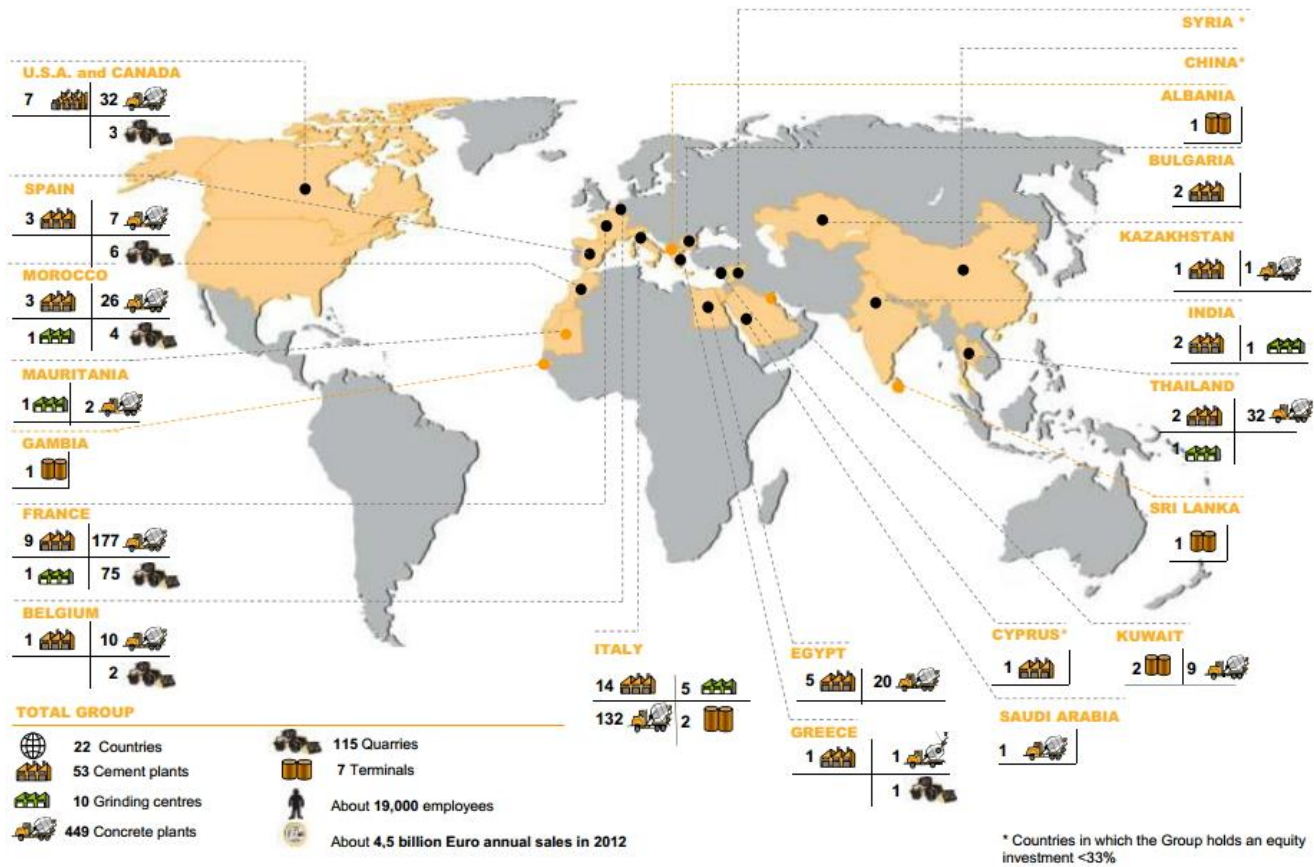 SYRIA *
CHINA*
U.S.A. and CANADA
7 32
3
ALBANIA
1
BULGARIA
2
SPAIN
3 7
6
KAZAKHSTAN
1 1
MOROCCO
3 26
1 4
INDIA
2 1
MAURITANIA
1 2
THAILAND
2 32
1
GAMBIA
1
SRI LANKA
1
FRANCE
9 177
1 75
BELGIUM
1 10
2
ITALY
14 5
132 2
EGYPT
5 20
GREECE
1 1
1
CYPRUS*
1
KUWAIT
2 9
SAUDI ARABIA
1
TOTAL GROUP
22 Countries
53 Cement plants
10 Grinding centres
449 Concrete plants
115 Quarries
7 Terminals
About 19,000 employees
About 4,5 billion Euro annual sales in 2012
* Countries in which the Group holds an equity
investment <33%